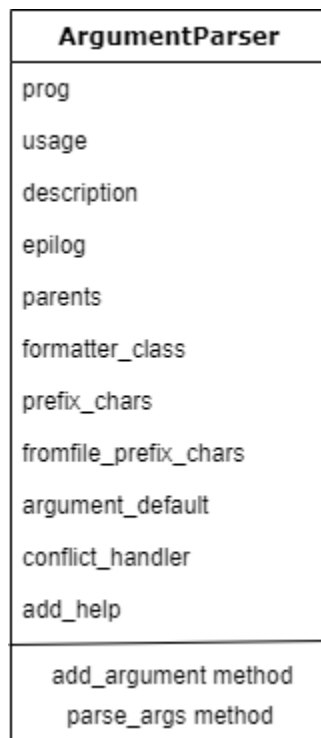 ArgumentParser
prog
usage
description
epilog
parents
formatter_class
prefix_chars
fromfile_prefix_chars
argument_default
conflict_handler
add_help
add_argument method
parse_args method